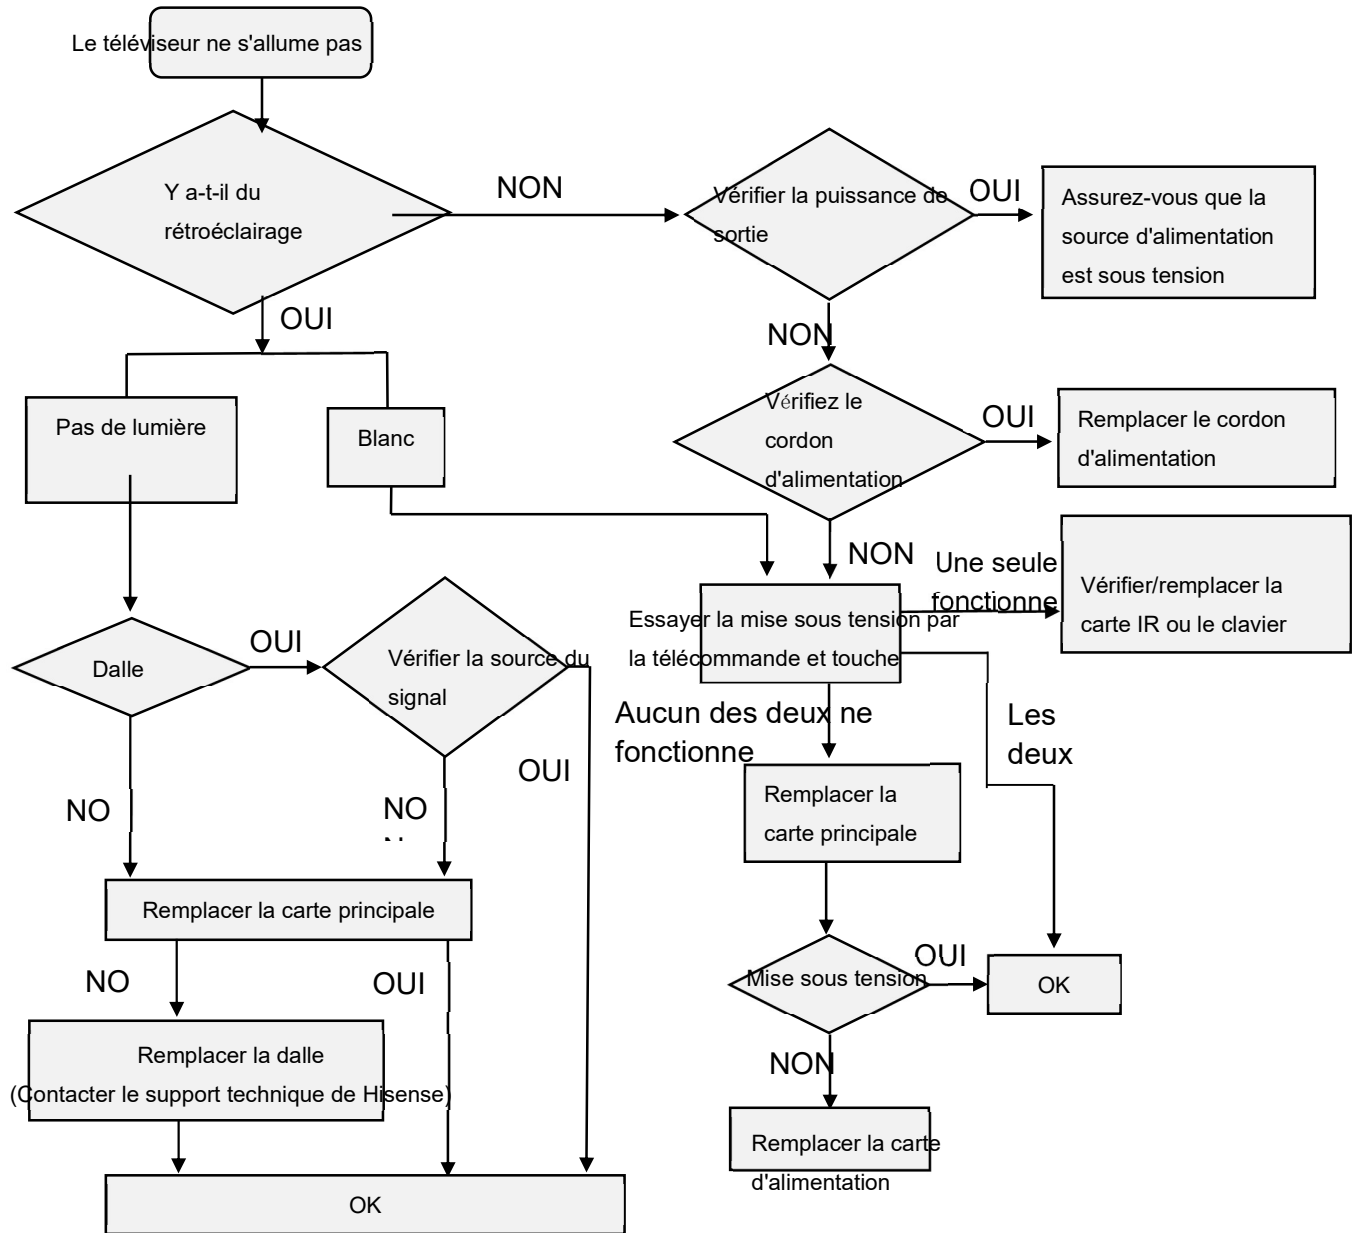 Le téléviseur ne s'allume pas
Y a-t-il du
rétroéclairage
NON
Vérifier la puissance de
sortie
OUI
Assurez-vous que la
source d'alimentation
est sous tension
OUI
NON
Pas de lumière
Blanc
Vérifiez le
cordon
d'alimentation
OUI
Remplacer le cordon
d'alimentation
NON
Une seule
fonctionne
Vérifier/remplacer la
carte IR ou le clavier
Essayer la mise sous tension par
la télécommande et touche
Dalle
OUI
Vérifier la source du
signal
OUI
Aucun des deux ne
fonctionne
Les
deux
NO
NO
Remplacer la
carte principale
Remplacer la carte principale
NO
OUI
Mise sous tension
OUI
OK
NON
Remplacer la dalle
(Contacter le support technique de Hisense)
Remplacer la carte
d'alimentation
OK